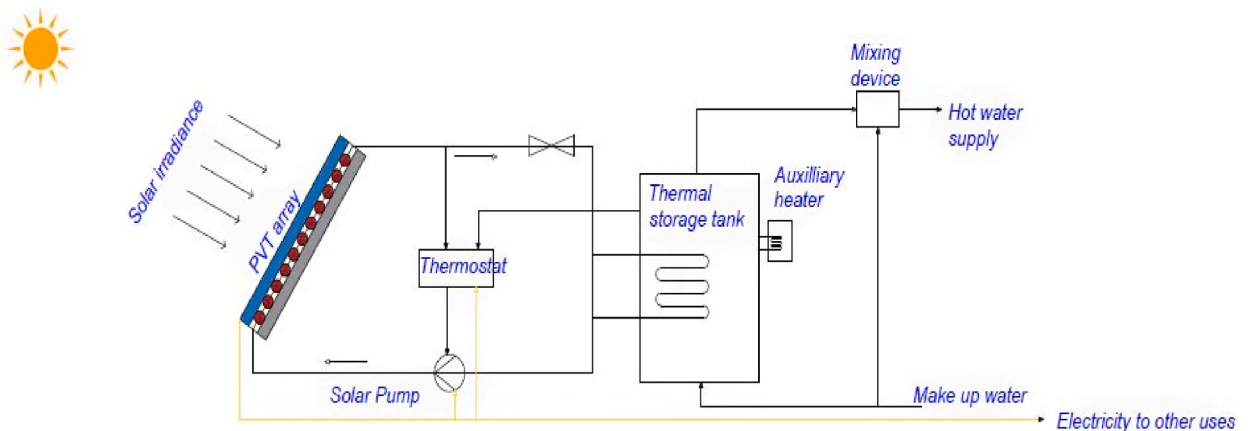 Mixing
device
Hot water
supply
Solar irradiance
PVT array
Thermal
storage tank
Auxilliary
heater
Thermostat
Solar Pump
Make up water
Electricity to other uses